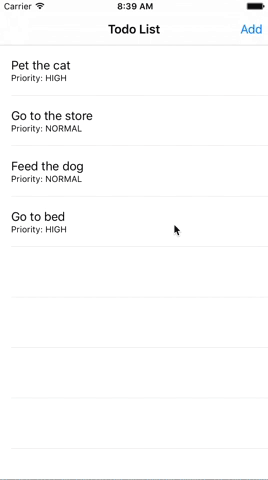 Carrier 8:39 AM
Todo List Add
Pet the cat
Priority: HIGH
Go to the store
Priority: NORMAL
Feed the dog
Priority: NORMAL
Go to bed
Priority: HIGH